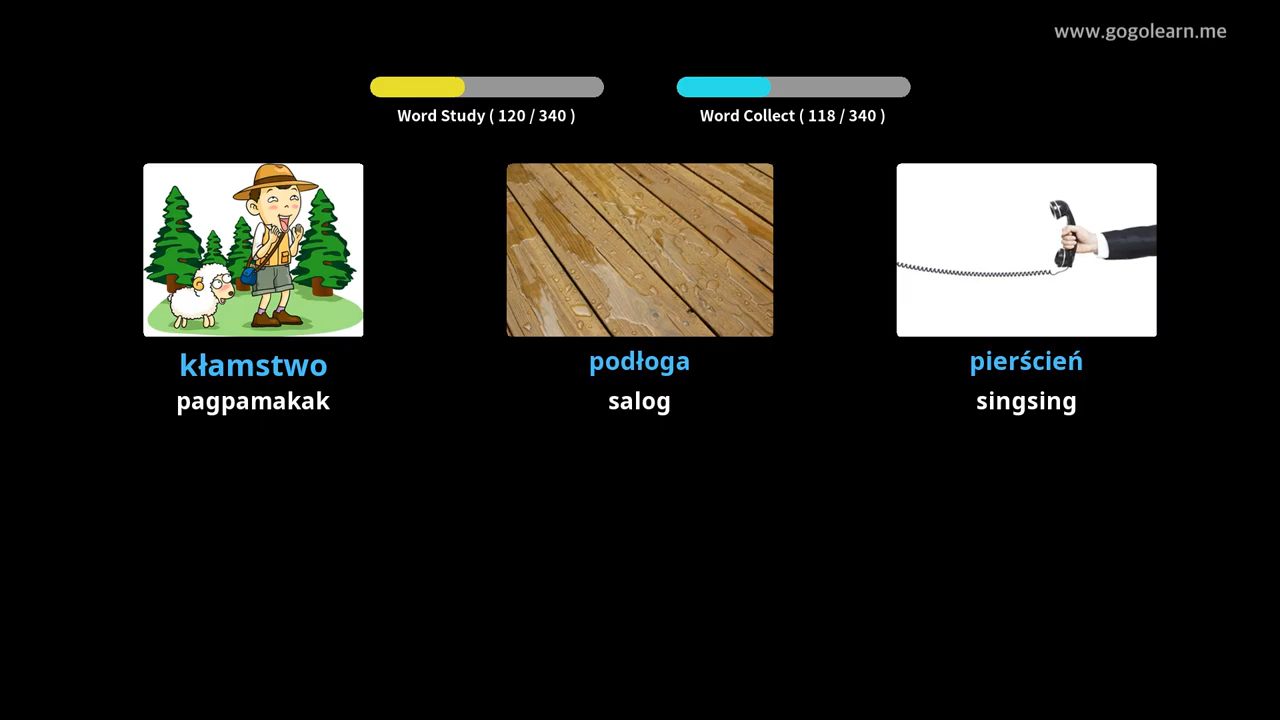 www.gogolearn.me
Word Study ( 120 / 340 )
Word Collect ( 118 / 340 )
kłamstwo
pagpamakak
podłoga
salog
pierścień
singsing